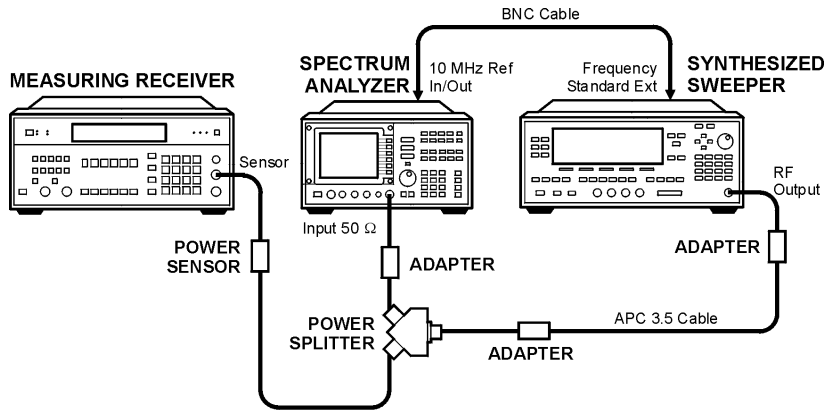 BNC Cable
MEASURING RECEIVER
SPECTRUM
ANALYZER
10 MHz Ref
In/Out
Frequency
Standard Ext
SYNTHESIZED
SWEEPER
Sensor
RF
Output
Input 50 Ω
POWER
SENSOR
ADAPTER
ADAPTER
POWER
SPLITTER
APC 3.5 Cable
ADAPTER